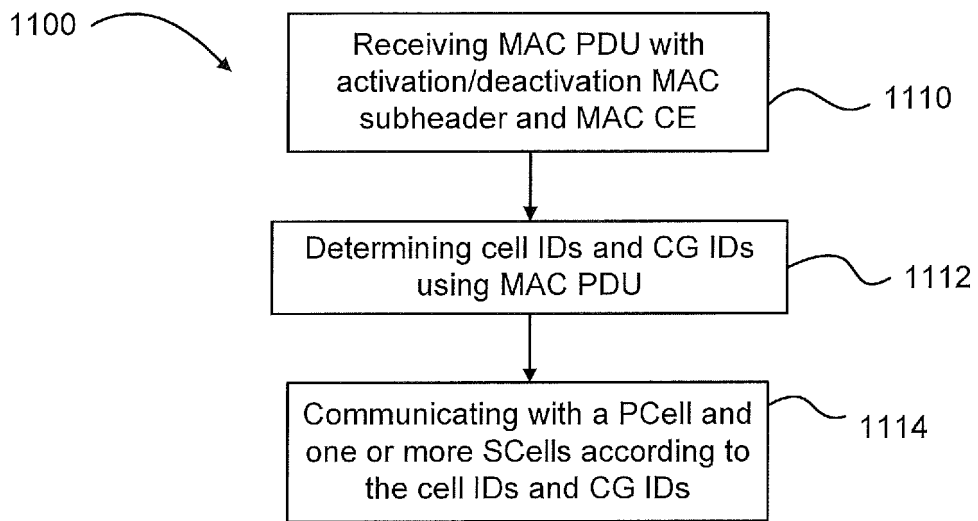 1100
Receiving MAC PDU with
activation/deactivation MAC
subheader and MAC CE
1110
Determining cell IDs and CG IDs
using MAC PDU
1112
Communicating with a PCell and
one or more SCells according to
the cell IDs and CG IDs
1114